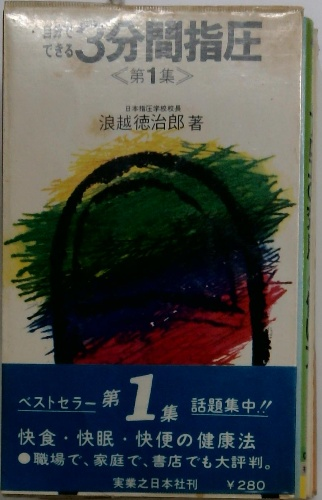 自分で
できる
3分間指圧
＜第1集＞
日本指圧学校校長
浪越徳治郎著
ベストセラー 第1集 話題集中!!
快食・快眠・快便の健康法
●職場で、家庭で、書店でも大評判。
実業之日本社刊 ￥280